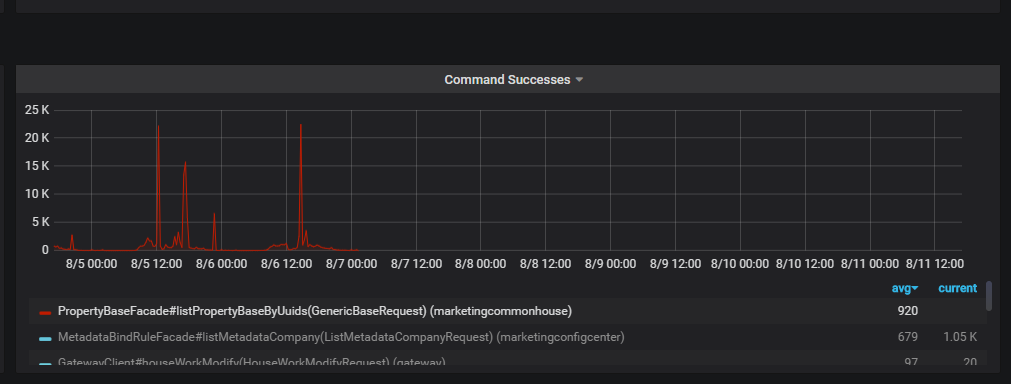 Command Successes
25 K
20 K
15 K
10 K
5 K
0
8/5 00:00 8/5 12:00 8/6 00:00 8/6 12:00 8/7 00:00 8/7 12:00 8/8 00:00 8/8 12:00 8/9 00:00 8/9 12:00 8/10 00:00 8/10 12:00 8/11 00:00 8/11 12:00
avg current
PropertyBaseFacade#listPropertyBaseByUuids(GenericBaseRequest) (marketingcommonhouse) 920
MetadataBindRuleFacade#listMetadataCompany(ListMetadataCompanyRequest) (marketingconfigcenter) 679 1.05 K
GatewayClient#houseWorkModify(HouseWorkModifyRequest) (gateway) 97 20